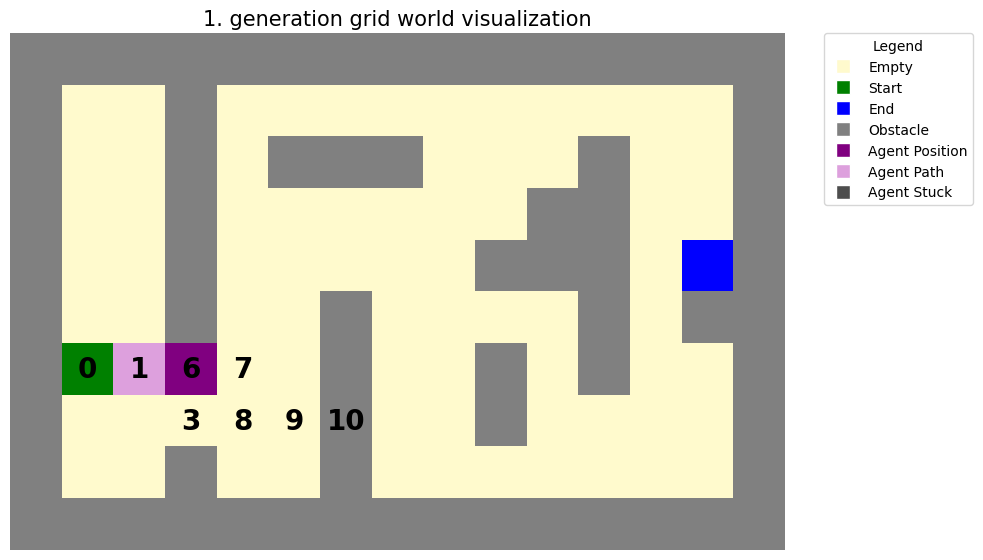 1. generation grid world visualization
Legend
Empty
Start
End
Obstacle
Agent Position
Agent Path
Agent Stuck
0 1 6 7
3 8 9 10